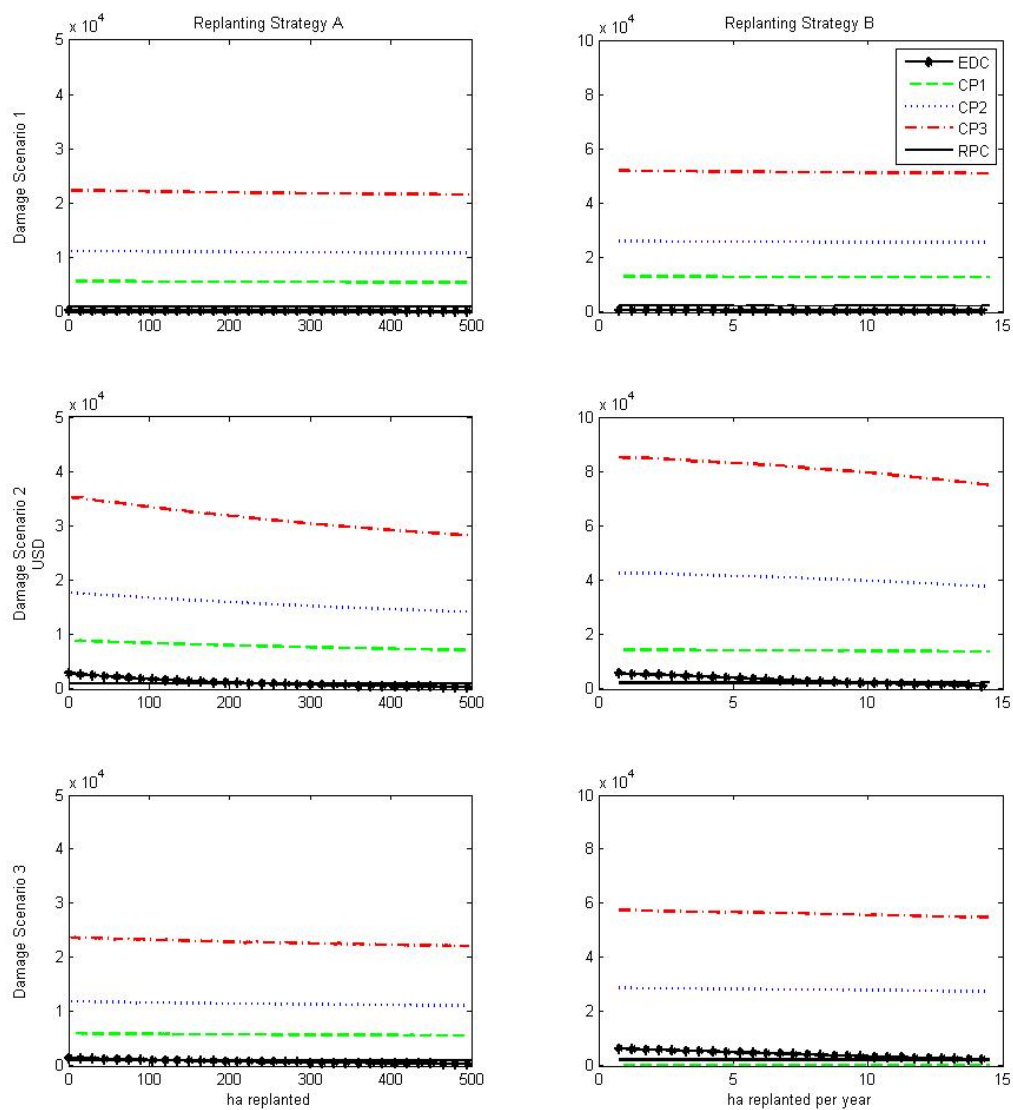 Replanting Strategy A
x 10^4
5
4
3
2
1
0
0 100 200 300 400 500
Damage Scenario 1
Replanting Strategy B
x 10^4
10
8
6
4
2
0
0 5 10 15
EDC
CP1
CP2
CP3
RPC
x 10^4
5
4
3
2
1
0
0 100 200 300 400 500
Damage Scenario 2
USD
x 10^4
10
8
6
4
2
0
0 5 10 15
x 10^4
5
4
3
2
1
0
0 100 200 300 400 500
Damage Scenario 3
ha replanted
x 10^4
10
8
6
4
2
0
0 5 10 15
ha replanted per year